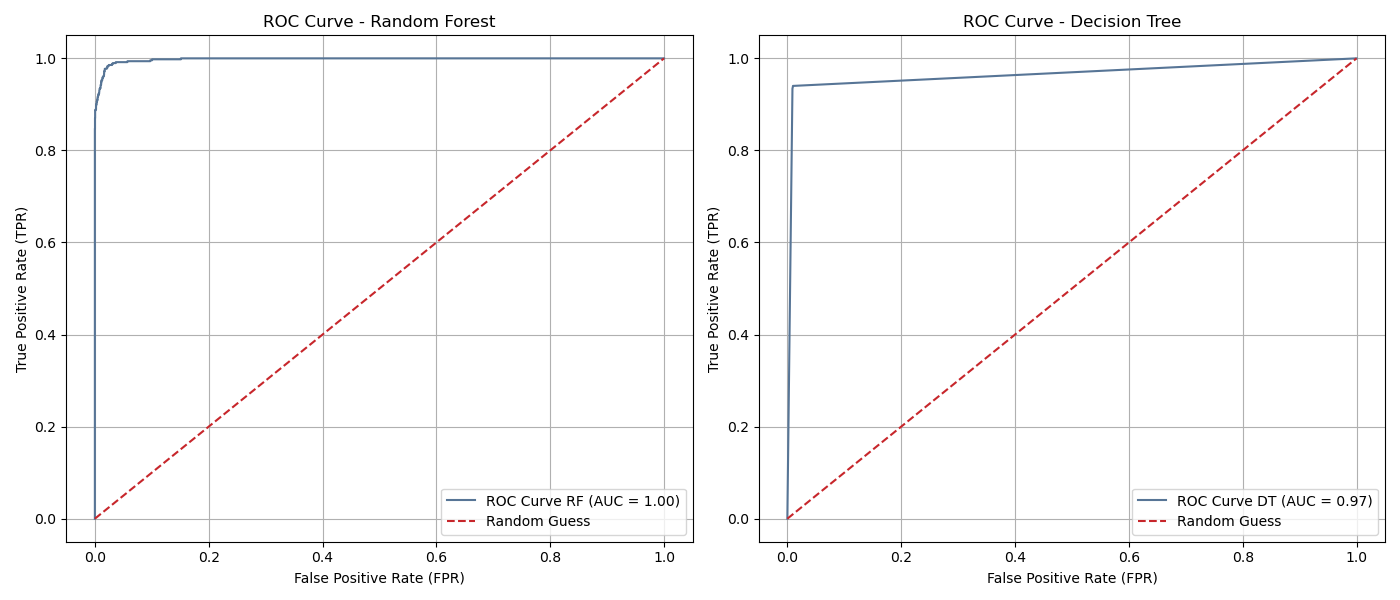 ROC Curve - Random Forest
True Positive Rate (TPR)
1.0
0.8
0.6
0.4
0.2
0.0
0.0 0.2 0.4 0.6 0.8 1.0
False Positive Rate (FPR)
ROC Curve RF (AUC = 1.00)
Random Guess
ROC Curve - Decision Tree
True Positive Rate (TPR)
1.0
0.8
0.6
0.4
0.2
0.0
0.0 0.2 0.4 0.6 0.8 1.0
False Positive Rate (FPR)
ROC Curve DT (AUC = 0.97)
Random Guess